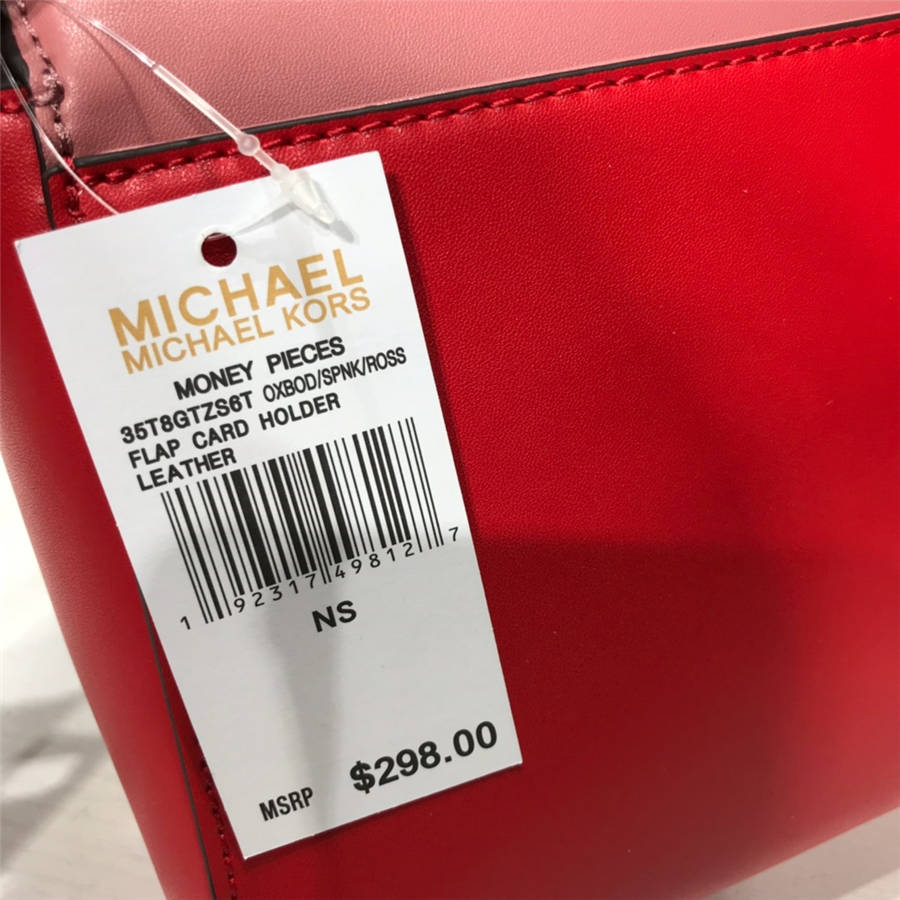 MICHAEL
MICHAEL KORS
MONEY PIECES
35T8GTZS6T OXBOD/SPNK/ROSS
FLAP CARD HOLDER
LEATHER
1 92317 49812 7
NS
MSRP $298.00